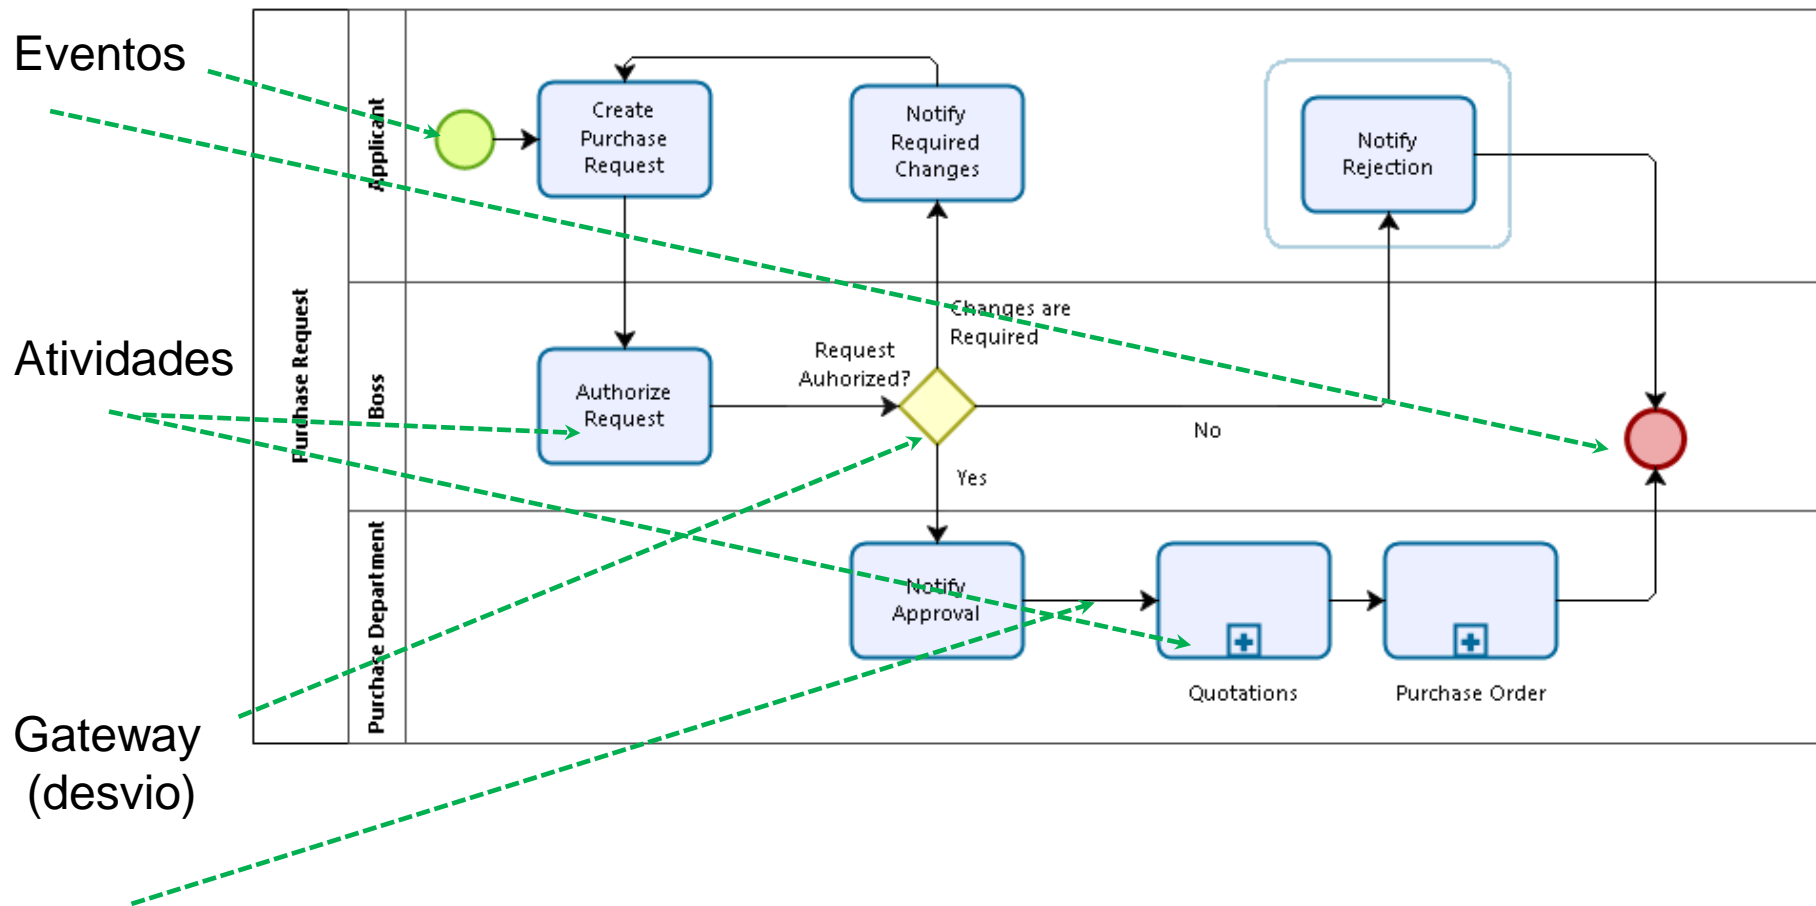 Eventos
Create
Purchase
Request
Notify
Required
Changes
Notify
Rejection
Applicant
Changes are
Required
Request
Auhorized?
Atividades
Purchase Request
Boss
Authorize
Request
No
Yes
Purchase Department
Notify
Approval
Quotations
Purchase Order
Gateway
(desvio)